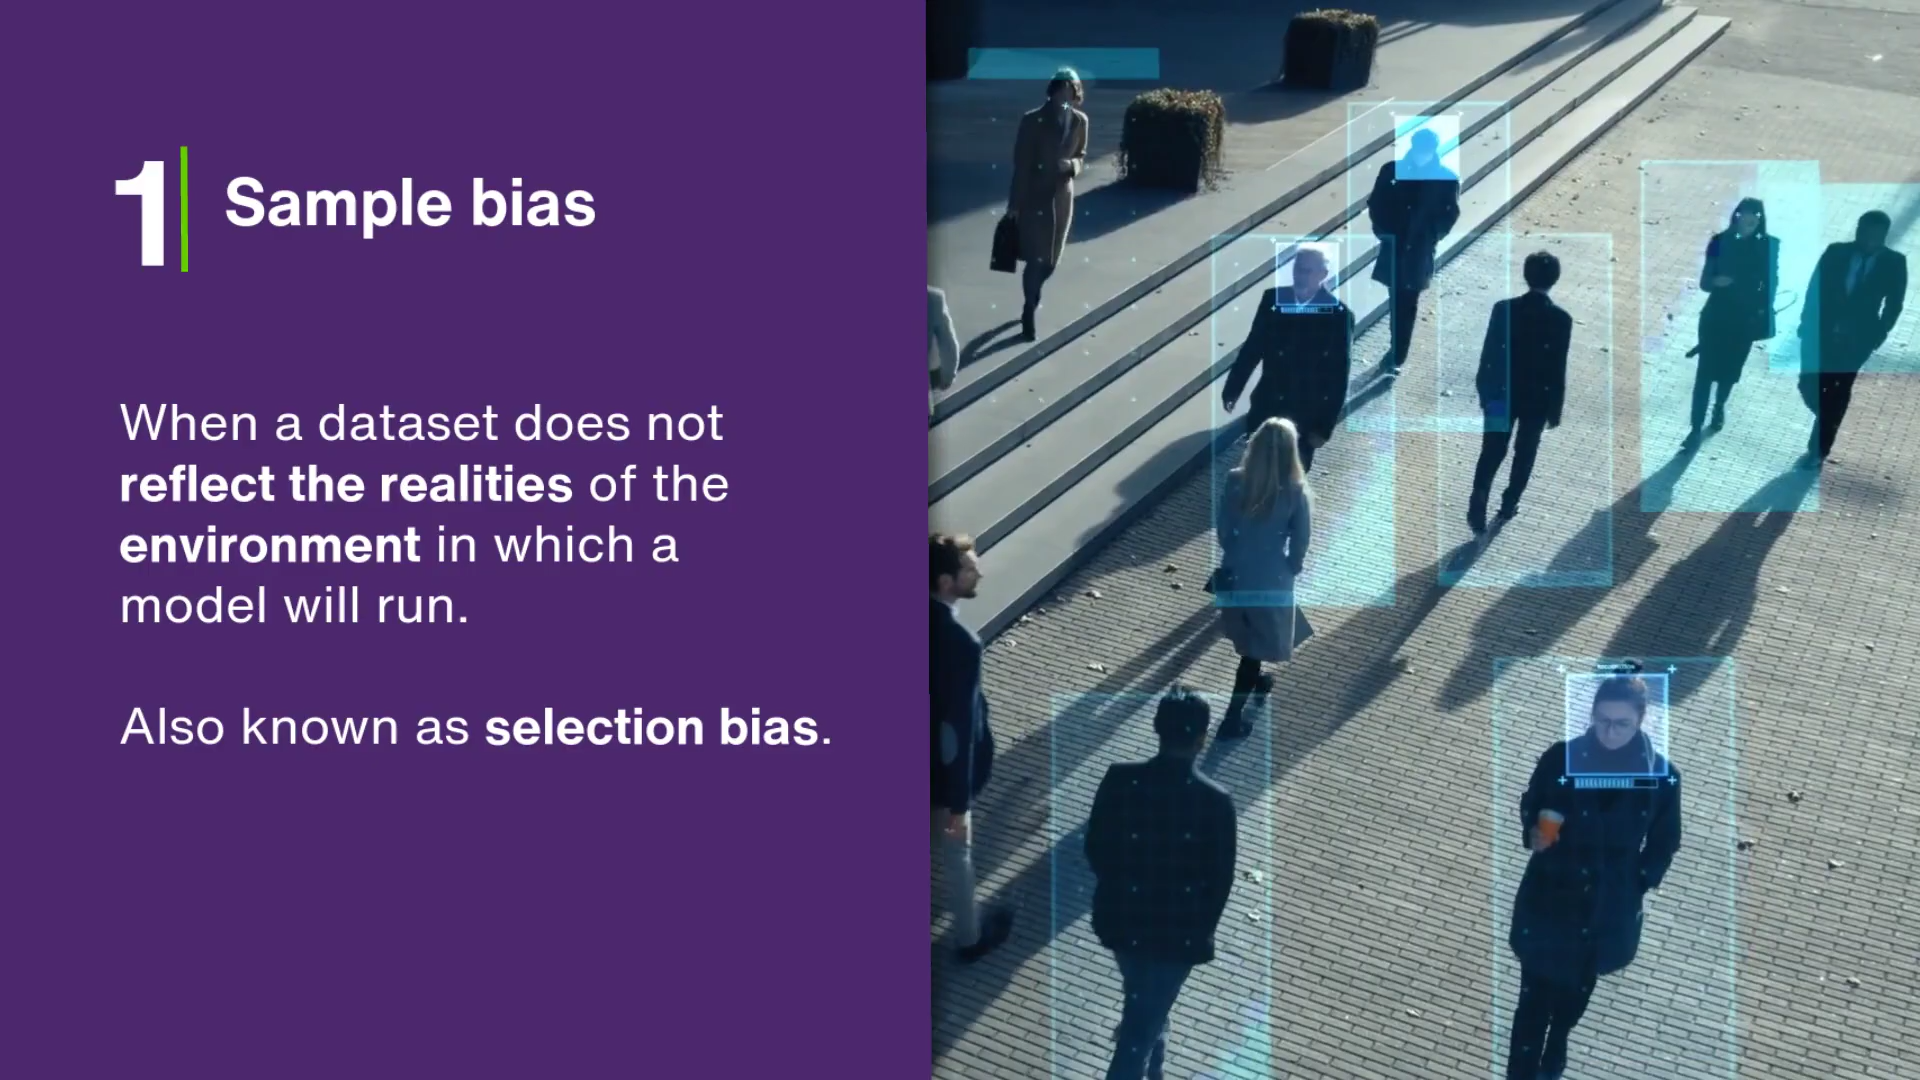 1
Sample bias
When a dataset does not
reflect the realities of the
environment in which a
model will run.
Also known as selection bias.